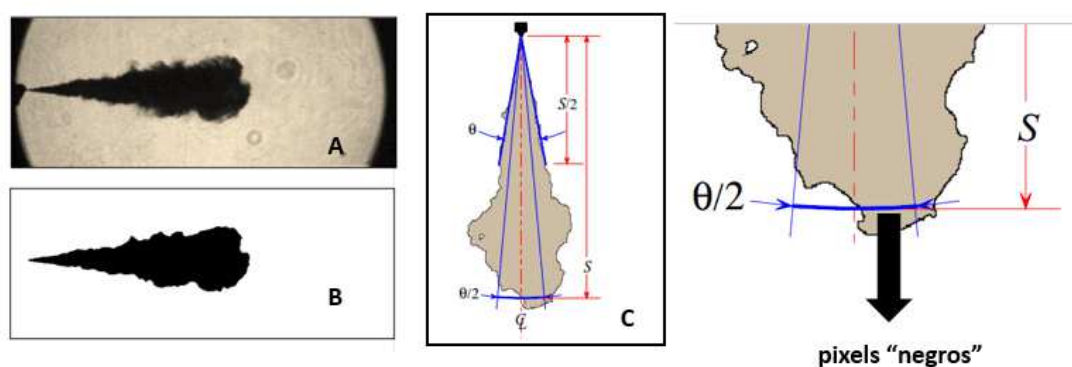 A
B
C
θ
S/2
S
θ/2
℄
θ/2
S
pixels “negros”